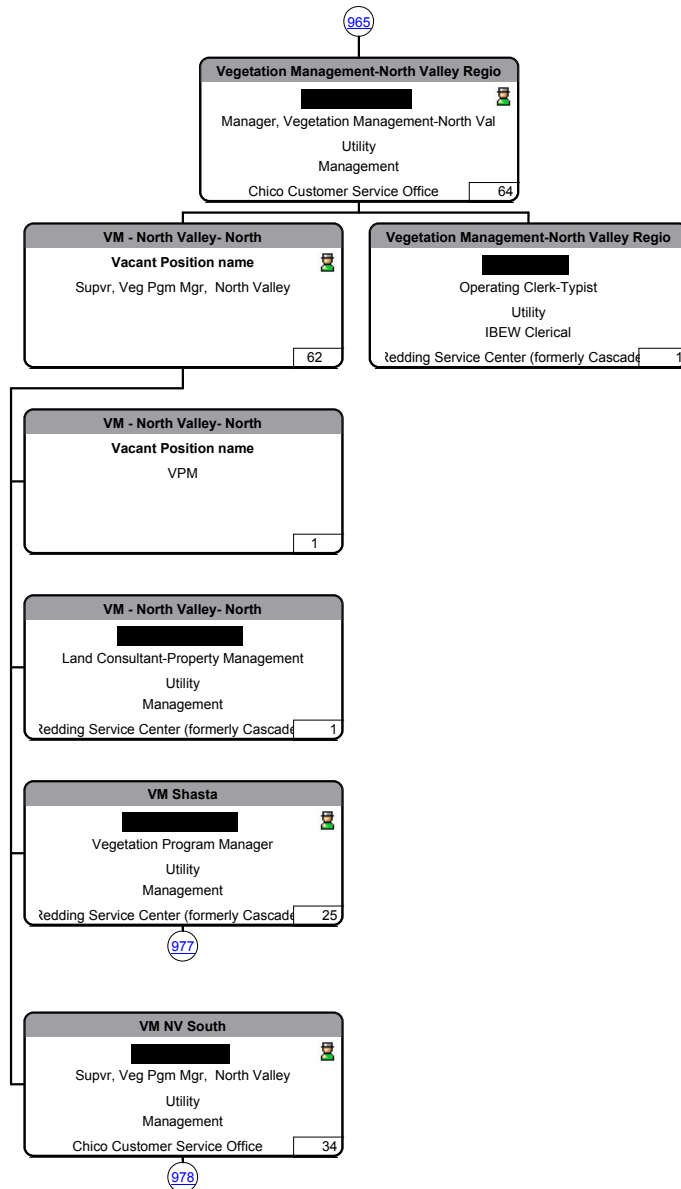 965
Vegetation Management-North Valley Regio
Manager, Vegetation Management-North Val
Utility
Management
Chico Customer Service Office 64
VM - North Valley- North
Vacant Position name
Supvr, Veg Pgm Mgr, North Valley
62
Vegetation Management-North Valley Regio
Operating Clerk-Typist
Utility
IBEW Clerical
Redding Service Center (formerly Cascade 1
VM - North Valley- North
Vacant Position name
VPM
1
VM - North Valley- North
Land Consultant-Property Management
Utility
Management
Redding Service Center (formerly Cascade 1
VM Shasta
Vegetation Program Manager
Utility
Management
Redding Service Center (formerly Cascade 25
977
VM NV South
Supvr, Veg Pgm Mgr, North Valley
Utility
Management
Chico Customer Service Office 34
978